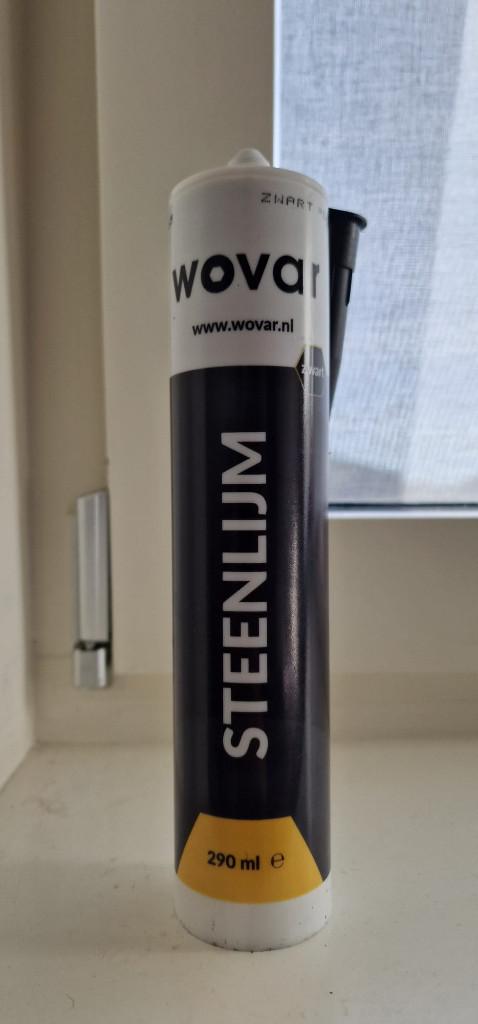 ZWART
wovar
www.wovar.nl
zwart
STEENLIJM
290 ml ℮